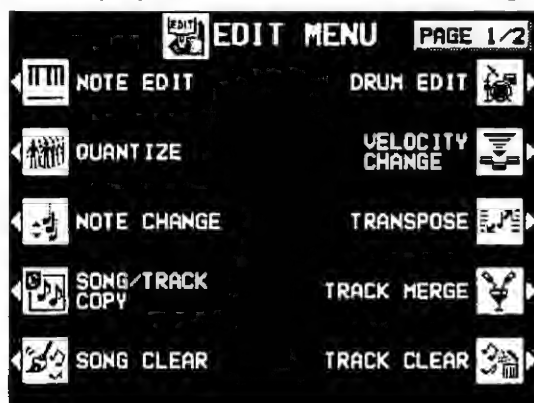 EDIT
EDIT MENU
PAGE 1/2
NOTE EDIT
DRUM EDIT
QUANTIZE
VELOCITY
CHANGE
NOTE CHANGE
TRANSPOSE
SONG/TRACK
COPY
TRACK MERGE
SONG CLEAR
TRACK CLEAR